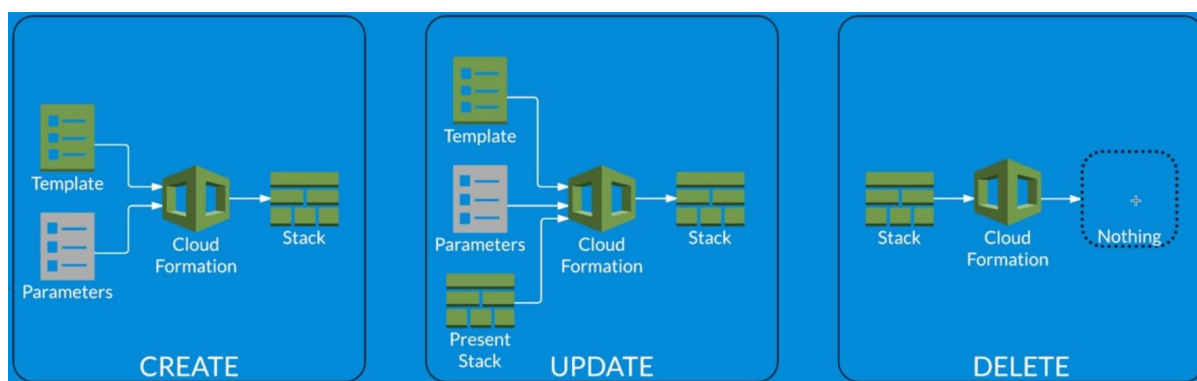 Template
Parameters
Cloud
Formation
Stack
CREATE
Template
Parameters
Present
Stack
Cloud
Formation
Stack
UPDATE
Stack
Cloud
Formation
Nothing
DELETE